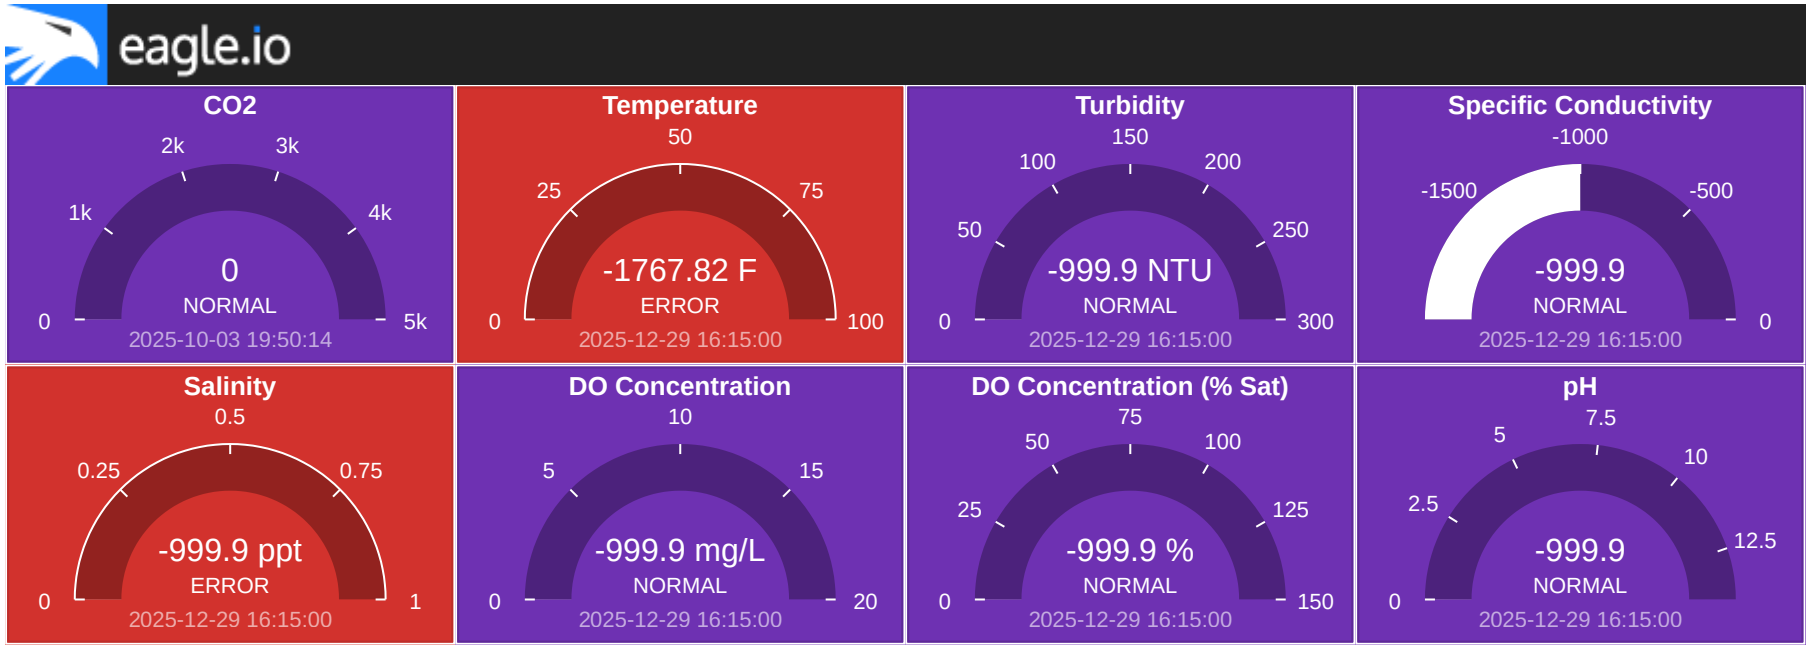 eagle.io
CO2
2k
3k
1k
4k
0
NORMAL
0
5k
2025-10-03 19:50:14
Temperature
50
25
75
-1767.82 F
ERROR
0
100
2025-12-29 16:15:00
Turbidity
150
100
200
50
250
-999.9 NTU
NORMAL
0
300
2025-12-29 16:15:00
Specific Conductivity
-1000
-1500
-500
-999.9
NORMAL
0
2025-12-29 16:15:00
Salinity
0.5
0.25
0.75
-999.9 ppt
ERROR
0
1
2025-12-29 16:15:00
DO Concentration
10
5
15
-999.9 mg/L
NORMAL
0
20
2025-12-29 16:15:00
DO Concentration (% Sat)
75
50
100
25
125
-999.9 %
NORMAL
0
150
2025-12-29 16:15:00
pH
7.5
5
10
2.5
12.5
-999.9
NORMAL
0
2025-12-29 16:15:00